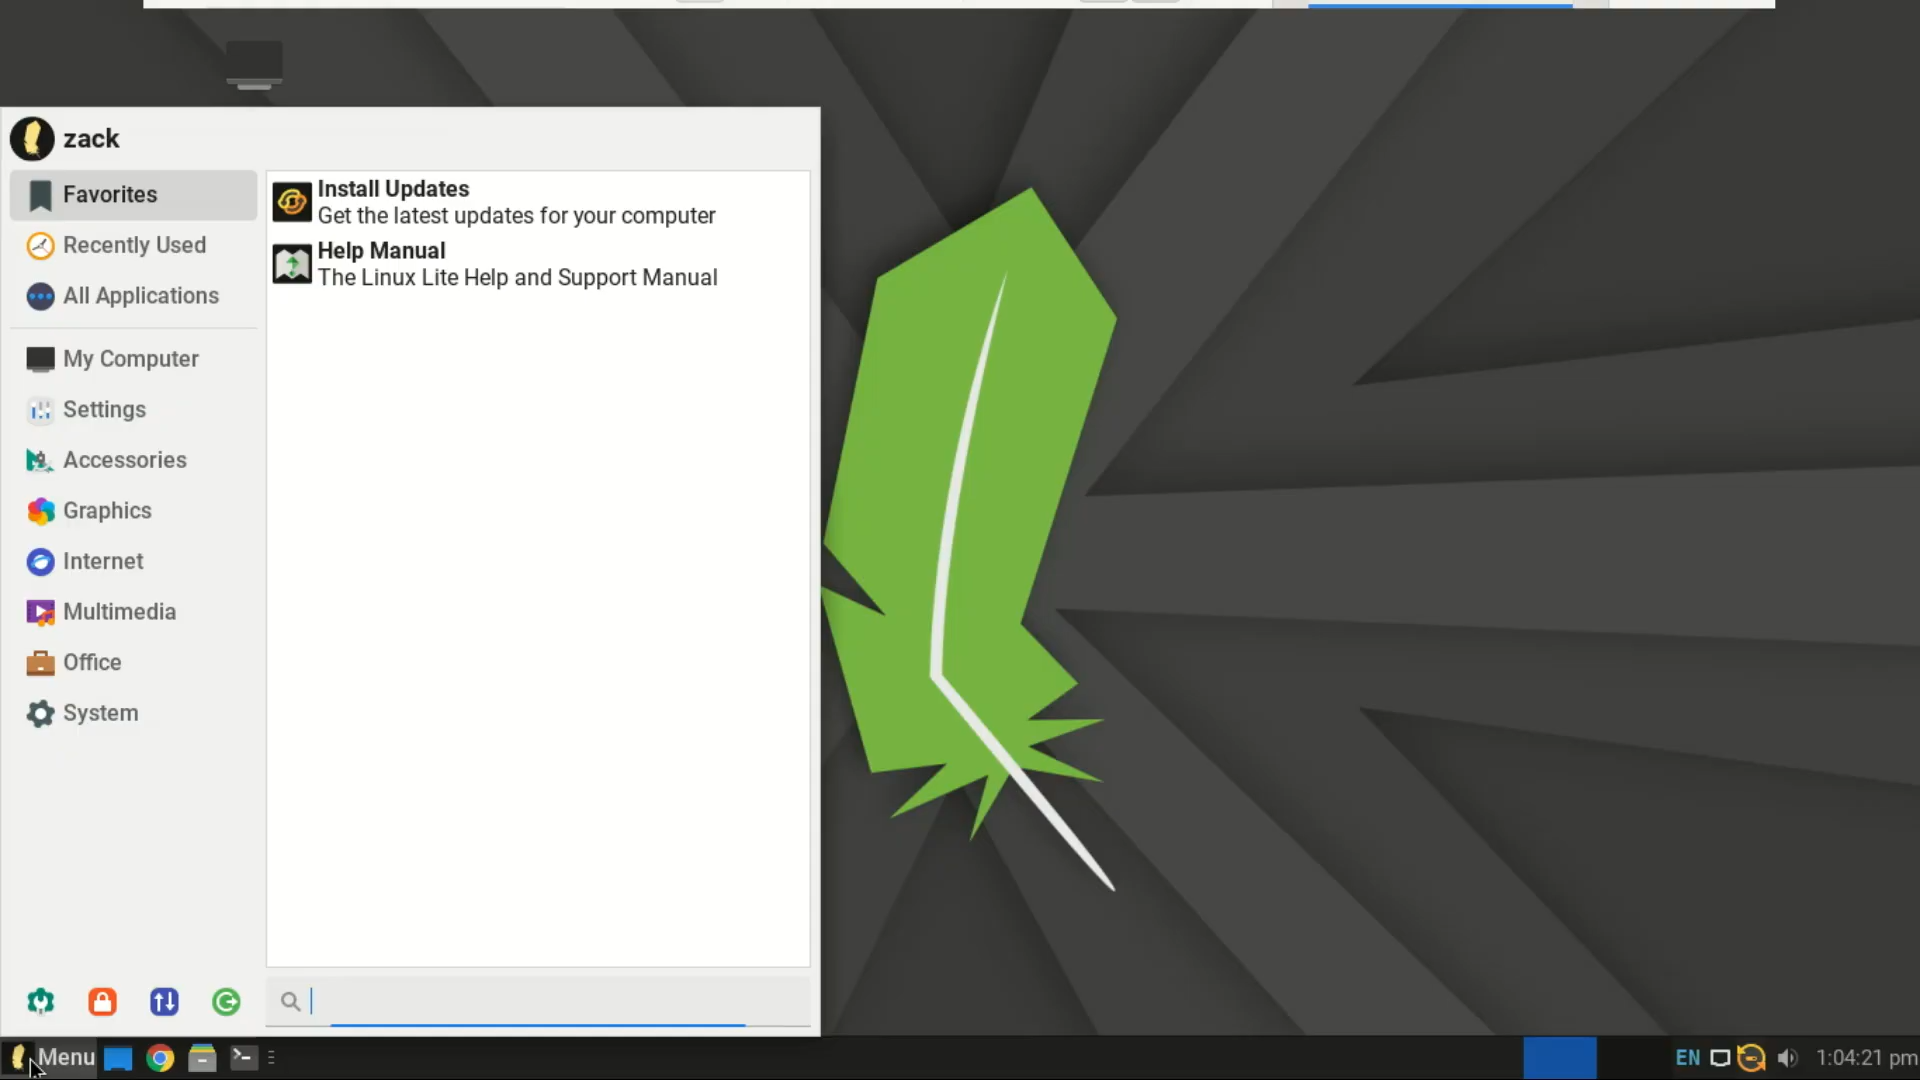 zack
Favorites
Recently Used
All Applications
My Computer
Settings
Accessories
Graphics
Internet
Multimedia
Office
System
Install Updates
Get the latest updates for your computer
Help Manual
The Linux Lite Help and Support Manual
Menu
EN
1:04:21 pm